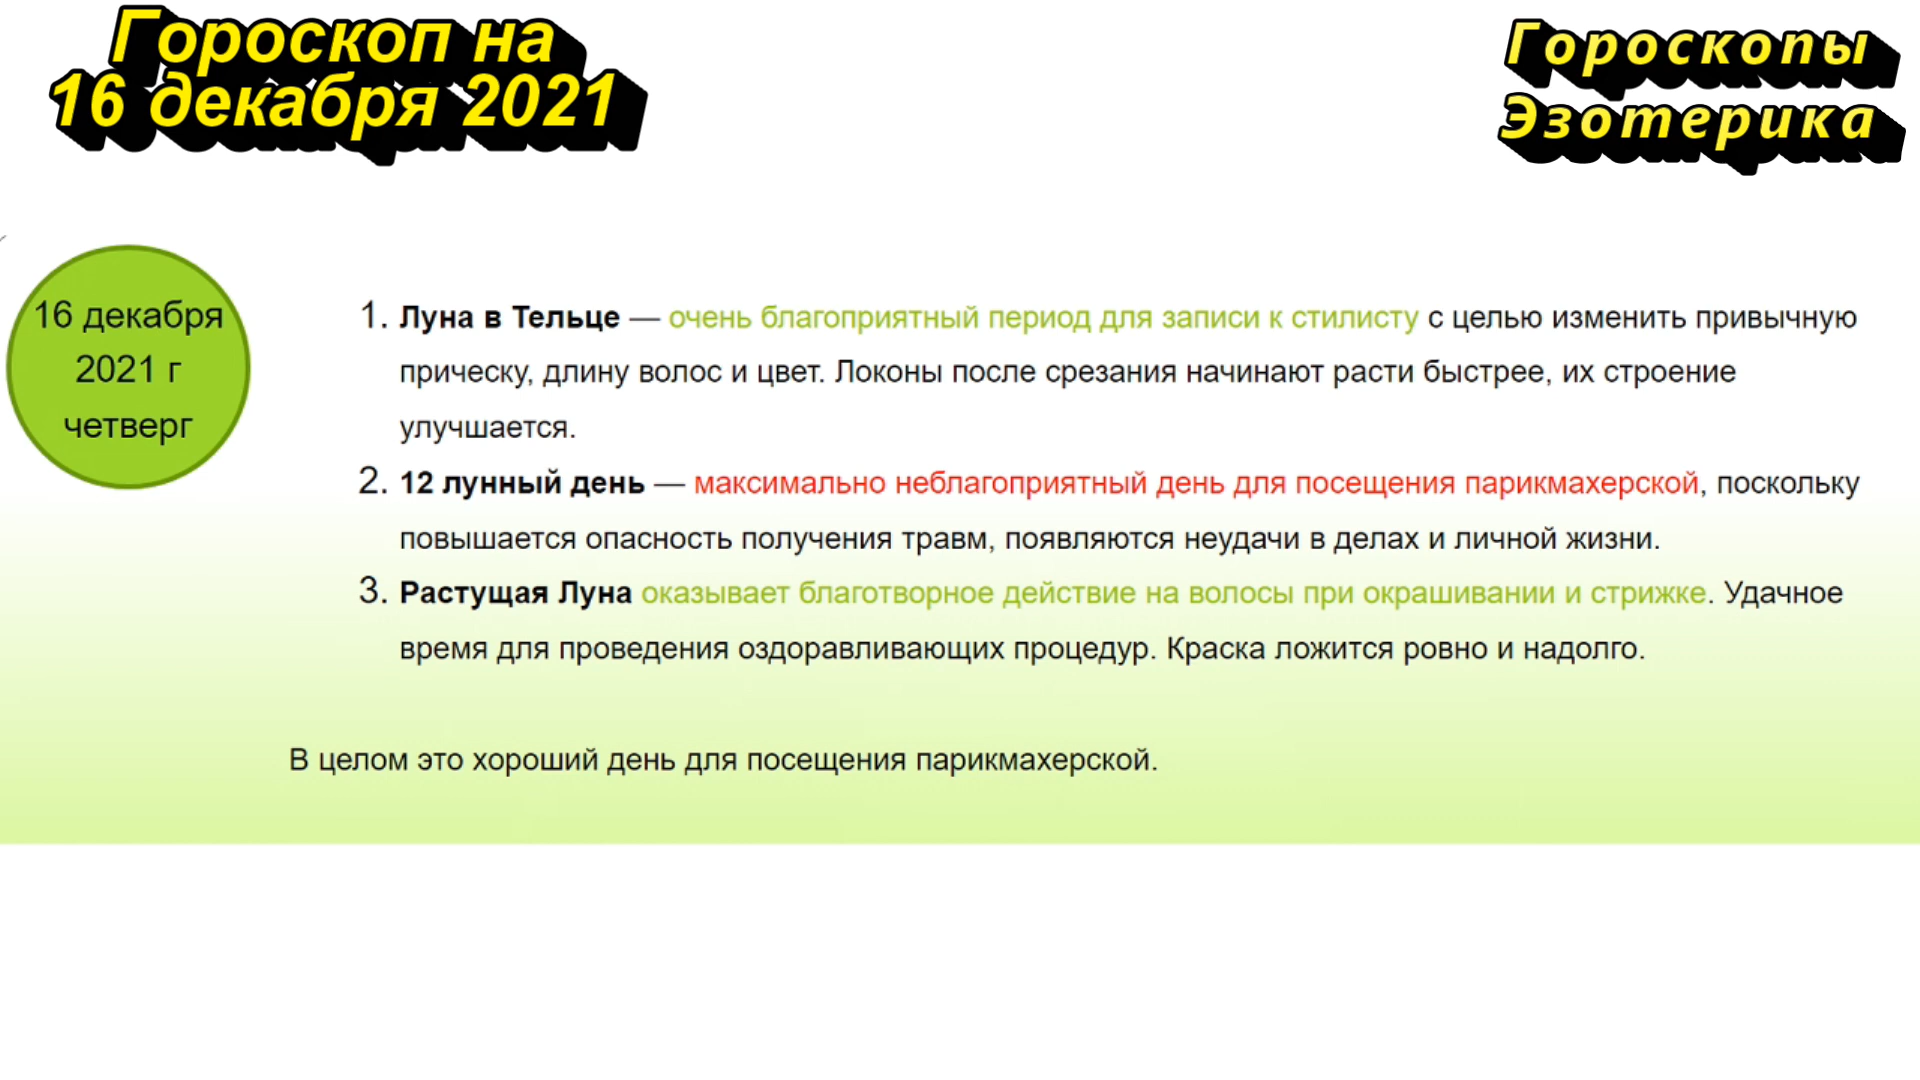 Гороскоп на
16 декабря 2021
Гороскопы
Эзотерика
16 декабря
2021 г
четверг
1. Луна в Тельце — очень благоприятный период для записи к стилисту с целью изменить привычную
прическу, длину волос и цвет. Локоны после срезания начинают расти быстрее, их строение
улучшается.
2. 12 лунный день — максимально неблагоприятный день для посещения парикмахерской, поскольку
повышается опасность получения травм, появляются неудачи в делах и личной жизни.
3. Растущая Луна оказывает благотворное действие на волосы при окрашивании и стрижке. Удачное
время для проведения оздоравливающих процедур. Краска ложится ровно и надолго.
В целом это хороший день для посещения парикмахерской.